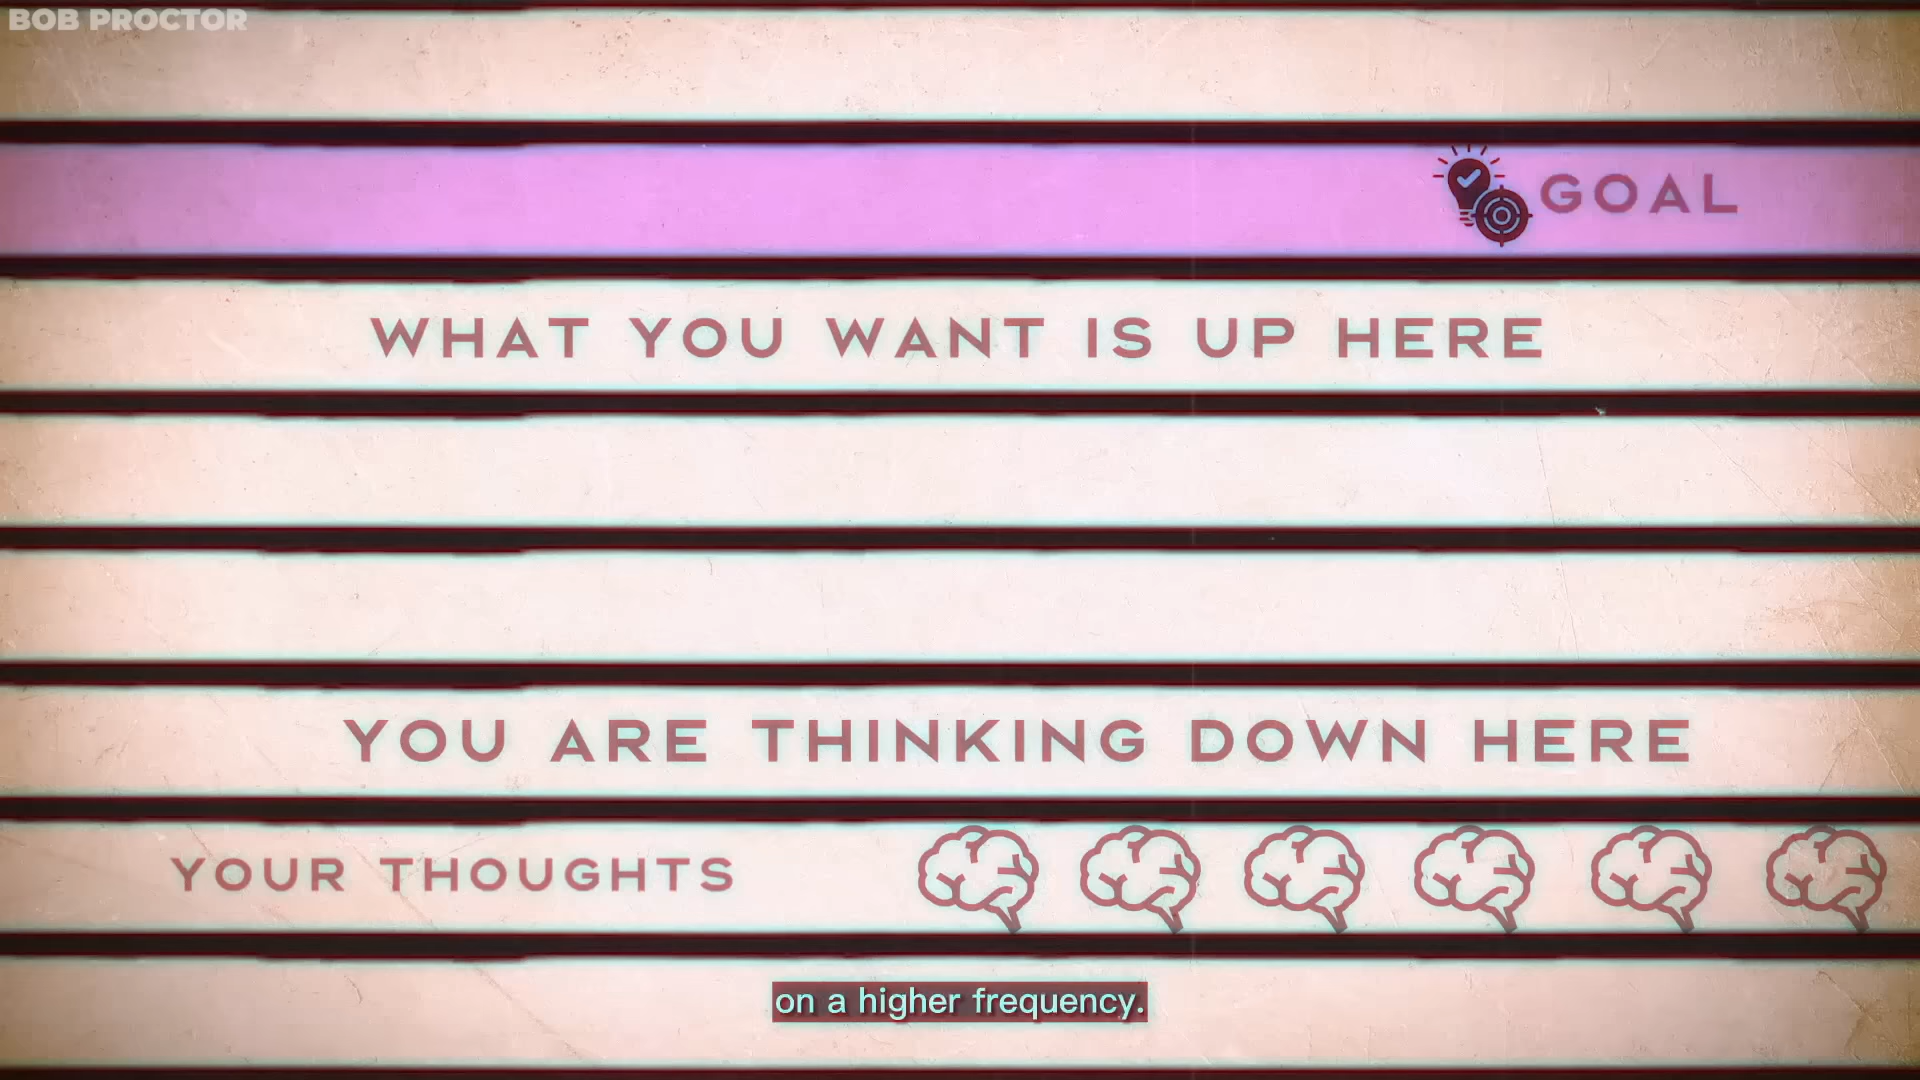 BOB PROCTOR
GOAL
WHAT YOU WANT IS UP HERE
YOU ARE THINKING DOWN HERE
YOUR THOUGHTS
on a higher frequency.